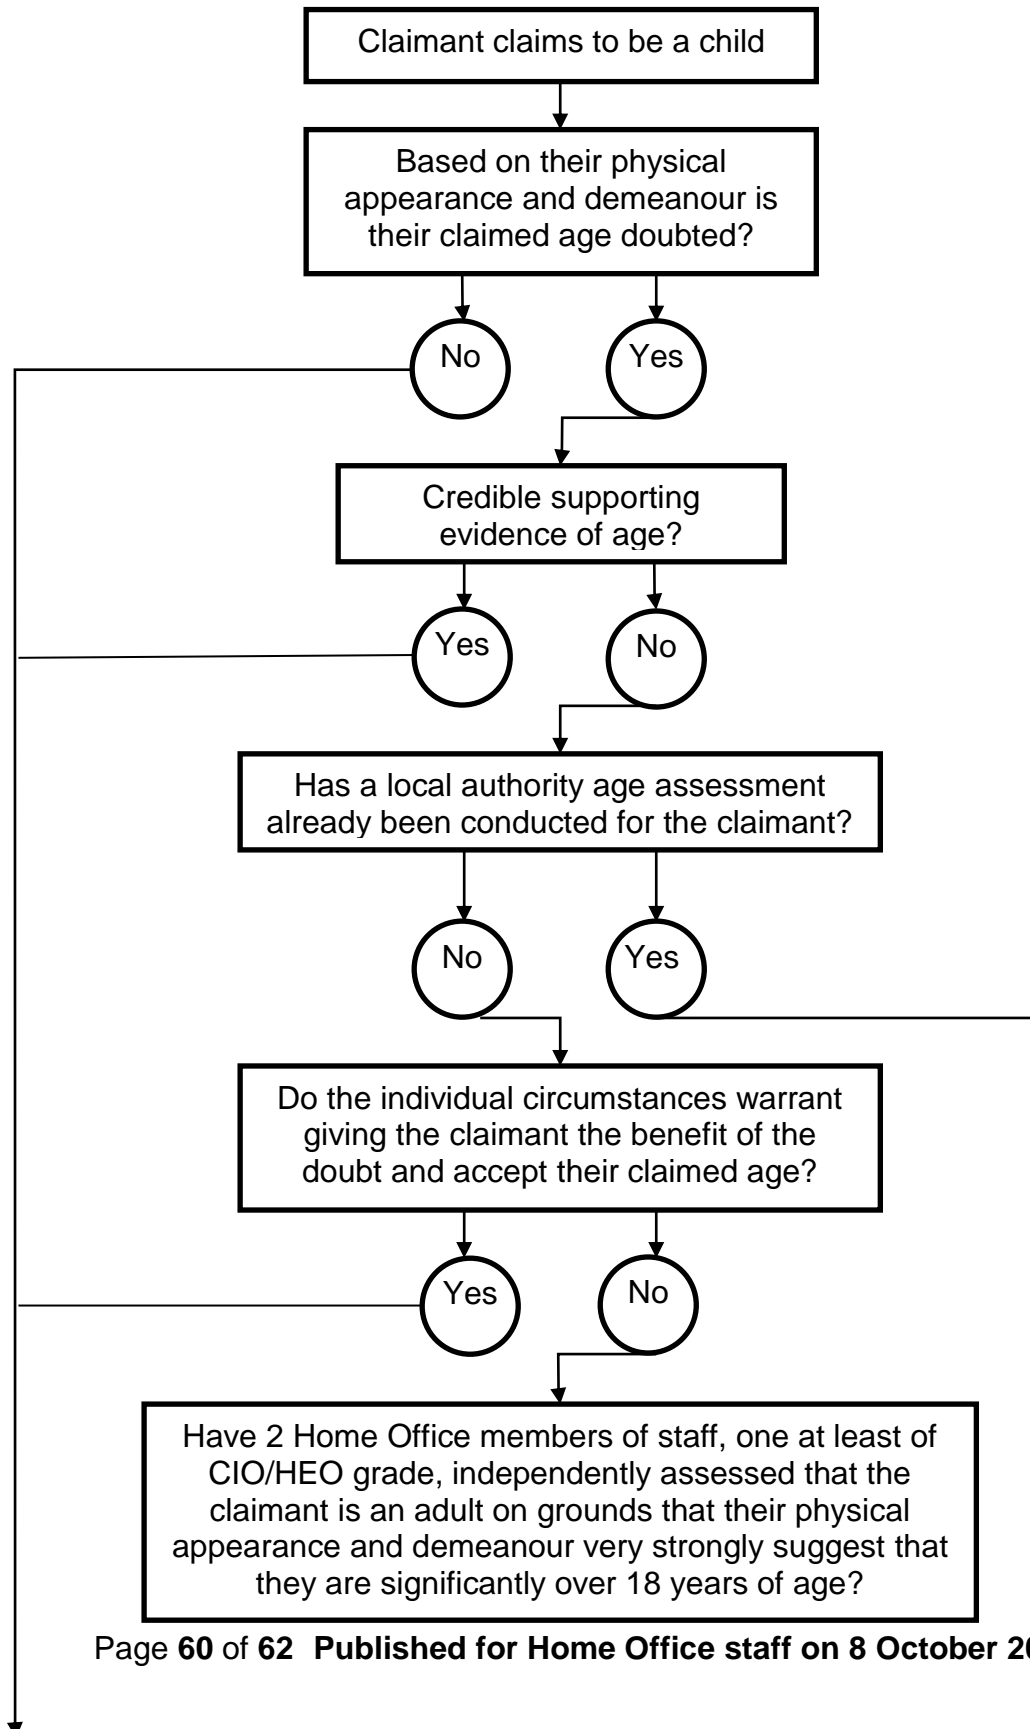 Claimant claims to be a child
Based on their physical
appearance and demeanour is
their claimed age doubted?
No
Yes
Credible supporting
evidence of age?
Yes
No
Has a local authority age assessment
already been conducted for the claimant?
No
Yes
Do the individual circumstances warrant
giving the claimant the benefit of the
doubt and accept their claimed age?
Yes
No
Have 2 Home Office members of staff, one at least of
CIO/HEO grade, independently assessed that the
claimant is an adult on grounds that their physical
appearance and demeanour very strongly suggest that
they are significantly over 18 years of age?
Page 60 of 62 Published for Home Office staff on 8 October